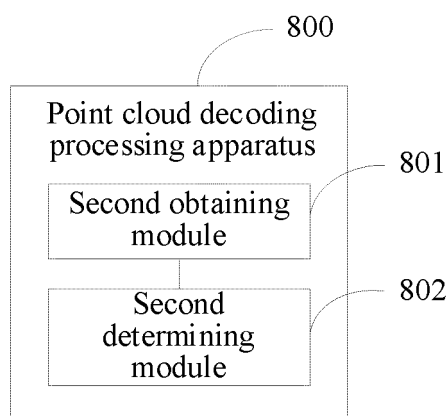 800
Point cloud decoding
processing apparatus
801
Second obtaining
module
802
Second
determining
module